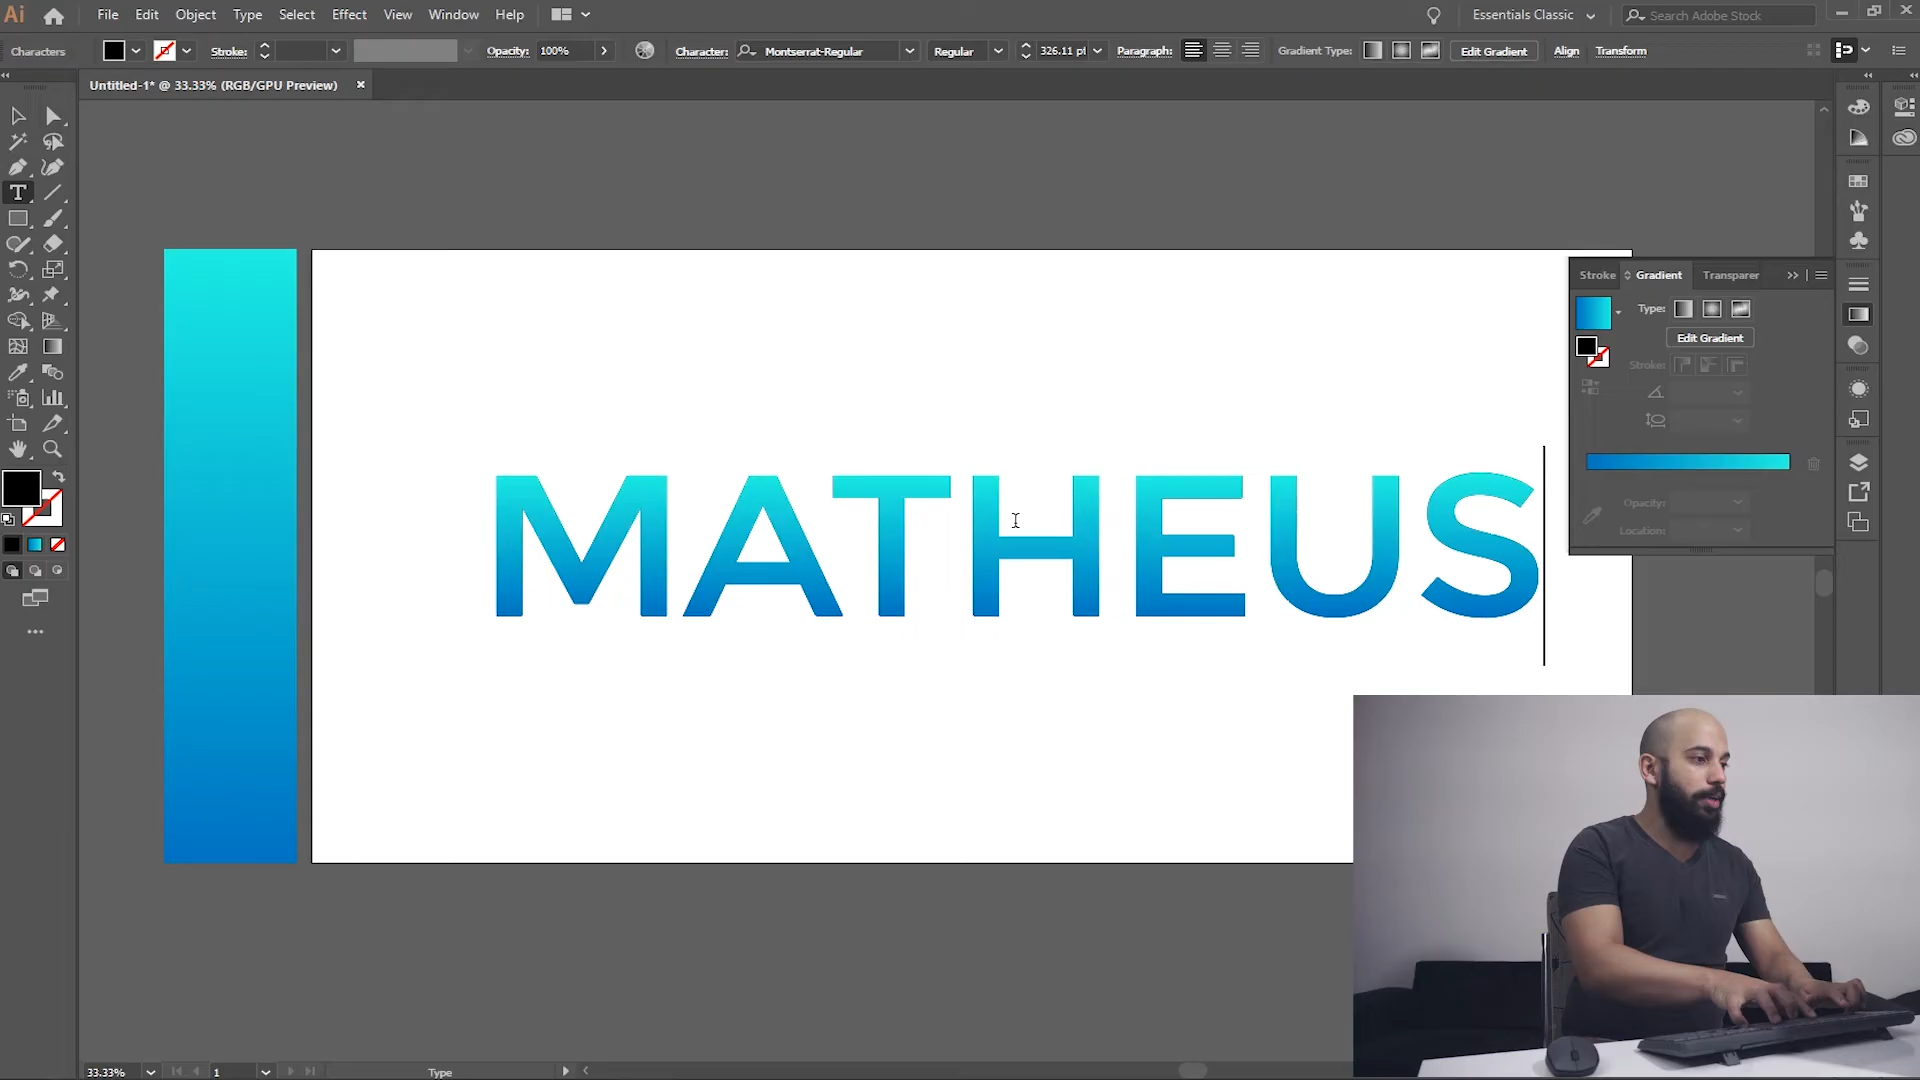 Ai File Edit Object Type Select Effect View Window Help Essentials Classic Search Adobe Stock
Characters Stroke: Opacity: 100% Character: Montserrat-Regular Regular 326.11 pt Paragraph: Gradient Type: Edit Gradient Align Transform
Untitled-1* @ 33.33% (RGB/GPU Preview)
Stroke Gradient Transparer
Type:
Edit Gradient
Stroke:
MATHEUS
Opacity:
Location:
33.33% 1 Type